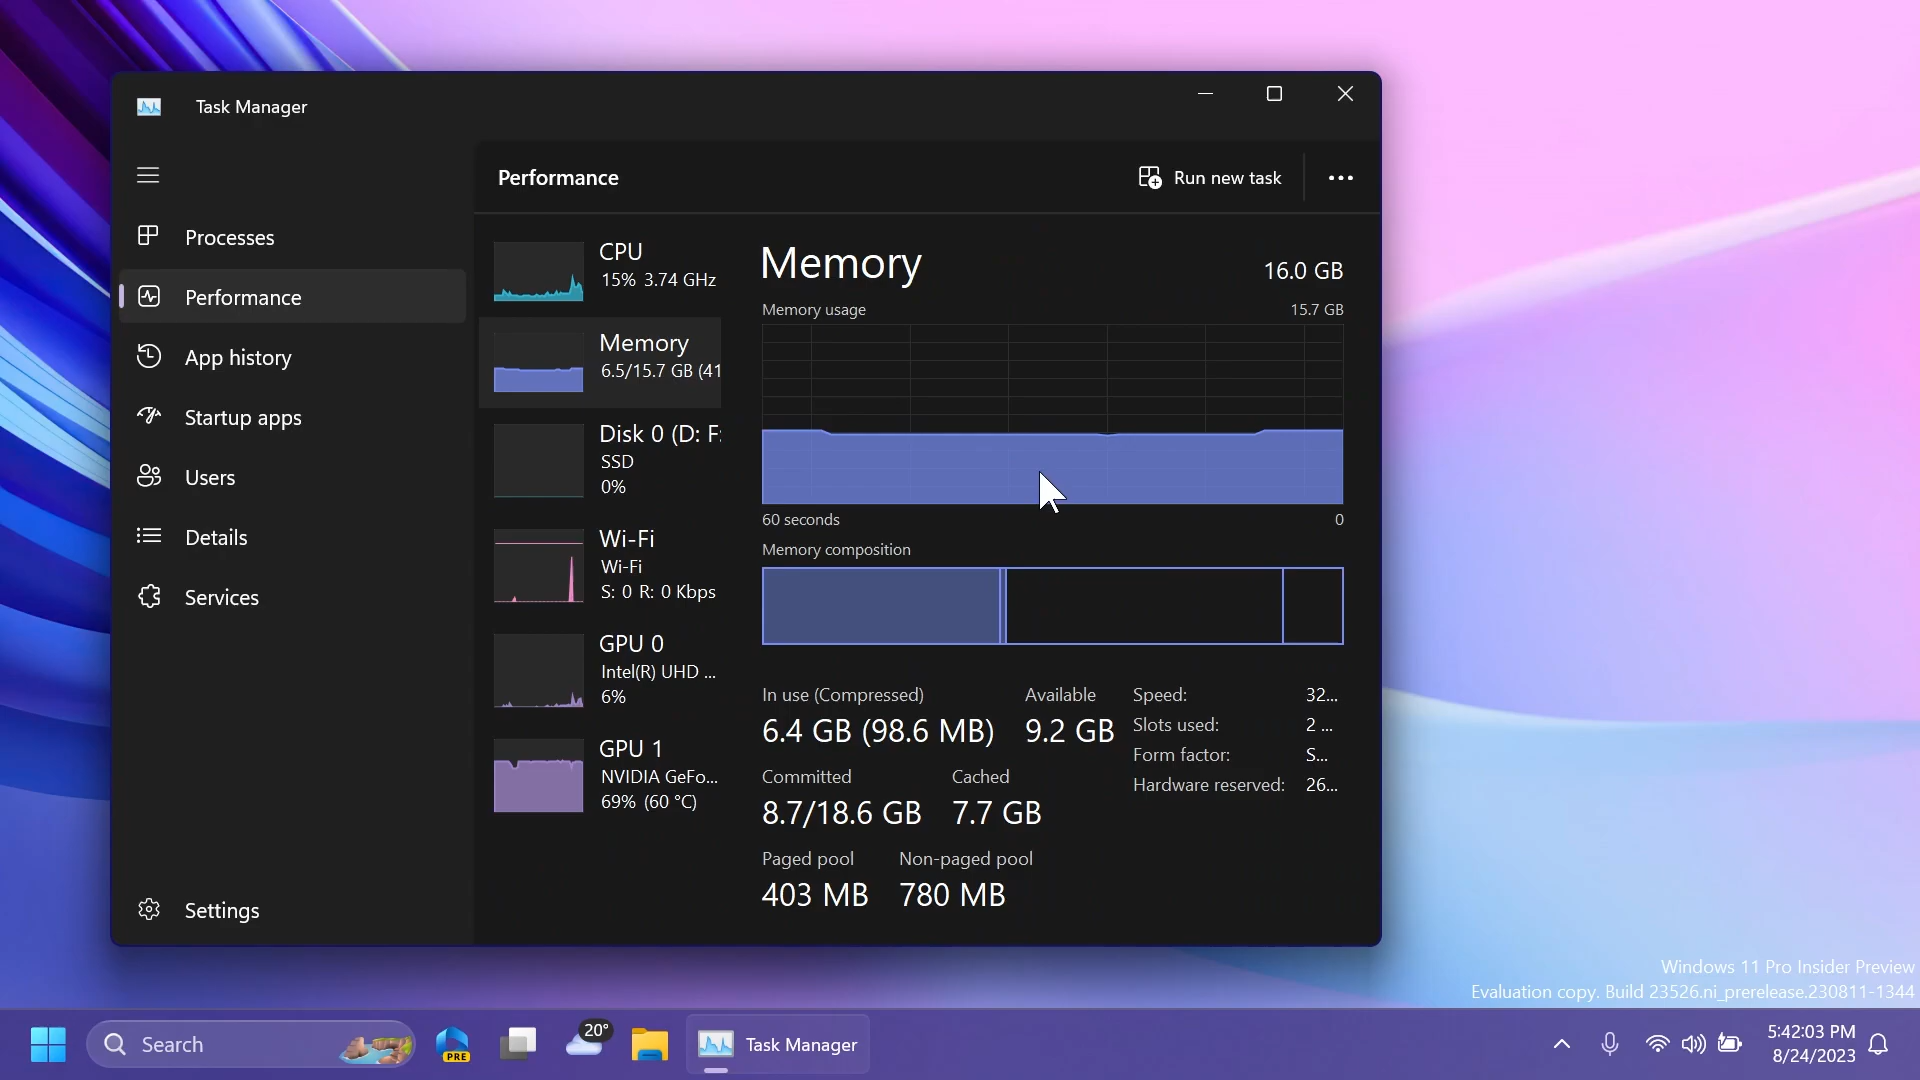 Task Manager
Performance
Run new task
Processes
Performance
App history
Startup apps
Users
Details
Services
Settings
CPU
15% 3.74 GHz
Memory
6.5/15.7 GB (41
Disk 0 (D: F:
SSD
0%
Wi-Fi
Wi-Fi
S: 0 R: 0 Kbps
GPU 0
Intel(R) UHD ...
6%
GPU 1
NVIDIA GeFo...
69% (60 °C)
Memory 16.0 GB
Memory usage 15.7 GB
60 seconds 0
Memory composition
In use (Compressed) Available
6.4 GB (98.6 MB) 9.2 GB
Committed Cached
8.7/18.6 GB 7.7 GB
Paged pool Non-paged pool
403 MB 780 MB
Speed: 32...
Slots used: 2 ...
Form factor: S...
Hardware reserved: 26...
Windows 11 Pro Insider Preview
Evaluation copy. Build 23526.ni_prerelease.230811-1344
Search
PRE
20°
Task Manager
5:42:03 PM
8/24/2023